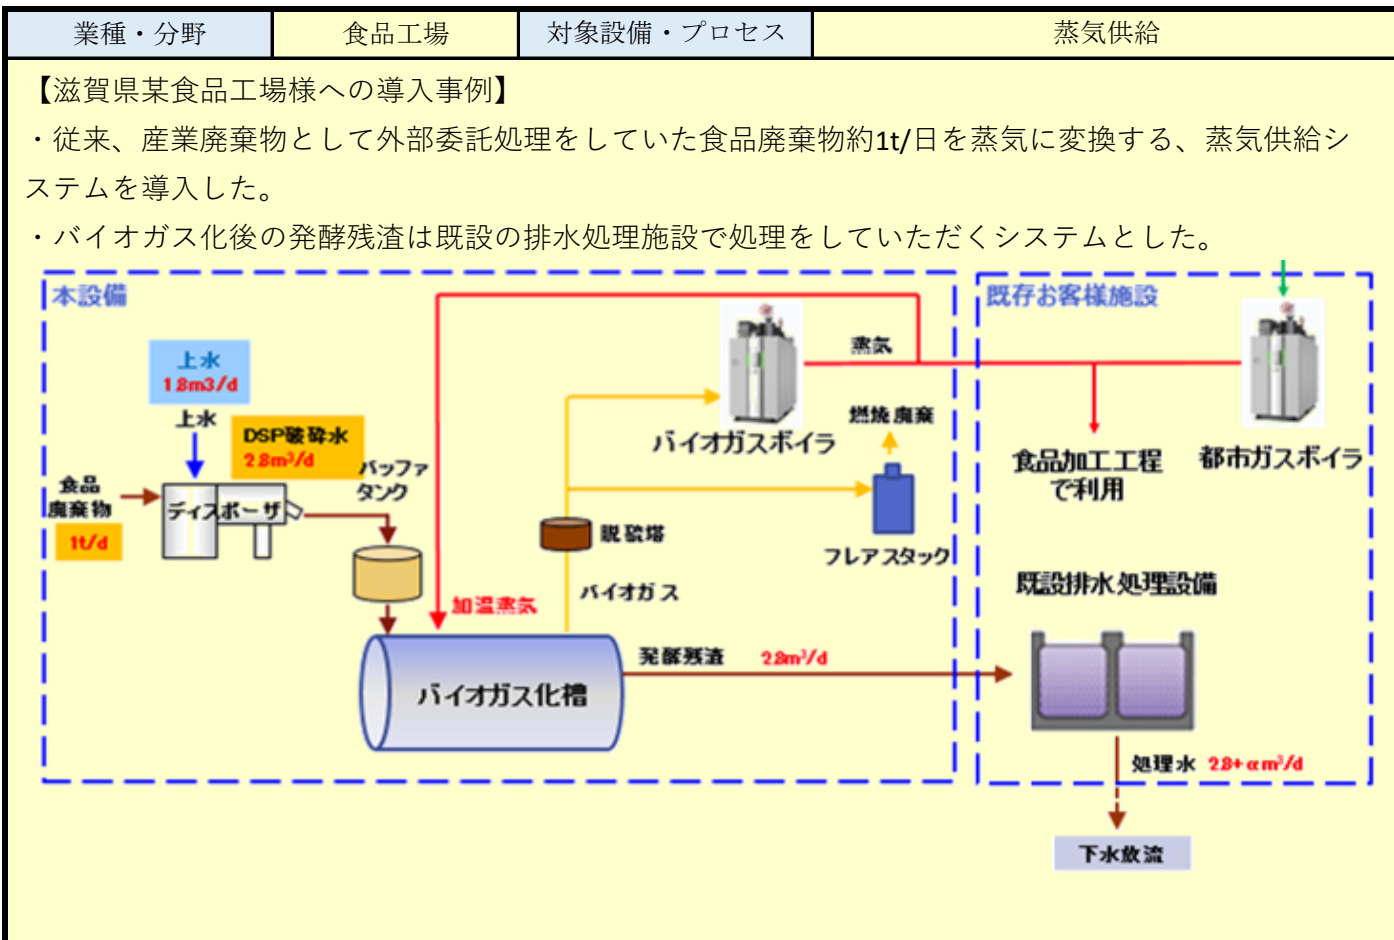 業種・分野
食品工場
対象設備・プロセス
蒸気供給
【滋賀県某食品工場様への導入事例】
・従来、産業廃棄物として外部委託処理をしていた食品廃棄物約1t/日を蒸気に変換する、蒸気供給シ
ステムを導入した。
・バイオガス化後の発酵残渣は既設の排水処理施設で処理をしていただくシステムとした。
本設備
既存お客様施設
上水
1.8m3/d
上水
DSP破砕水
2.8m³/d
食品
廃棄物
1t/d
ディスポーザ
バッファ
タンク
加温蒸気
バイオガス化槽
バイオガス
脱硫塔
バイオガスボイラ
蒸気
燃焼廃棄
フレアスタック
発酵残渣 2.8m³/d
食品加工工程
で利用
都市ガスボイラ
既設排水処理設備
処理水 2.8+αm³/d
下水放流